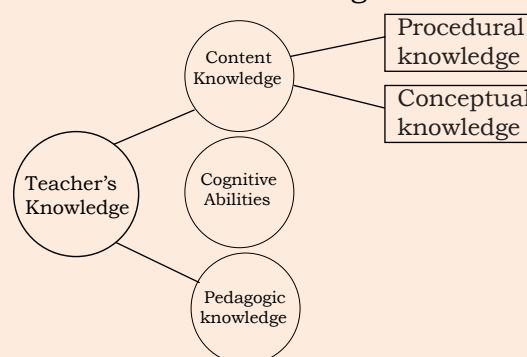 Procedural
knowledge
Content
Knowledge
Conceptual
knowledge
Teacher's
Knowledge
Cognitive
Abilities
Pedagogic
knowledge